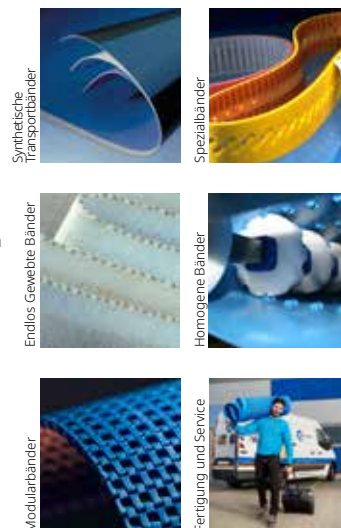 Synthetische
Transportbänder
Spezialbänder
Endlos Gewebte Bänder
Homogene Bänder
Modularbänder
Fertigung und Service